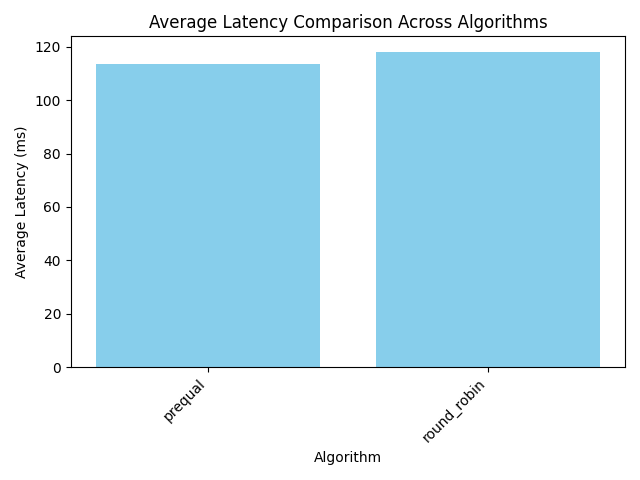 Average Latency Comparison Across Algorithms
120
100
80
60
40
20
0
Average Latency (ms)
prequal
round_robin
Algorithm